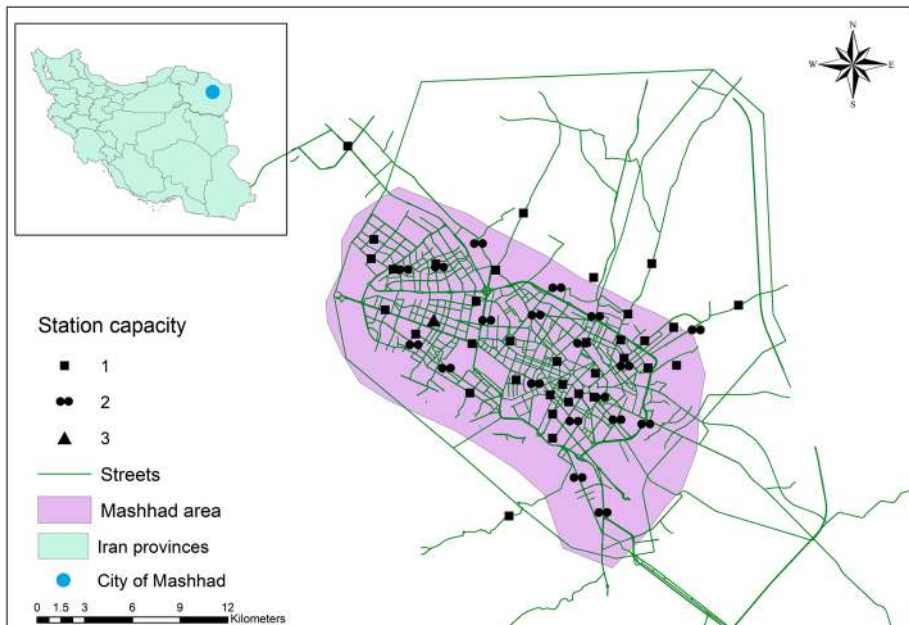 N
W E
S
Station capacity
1
2
3
Streets
Mashhad area
Iran provinces
City of Mashhad
0 1.5 3 6 9 12
Kilometers